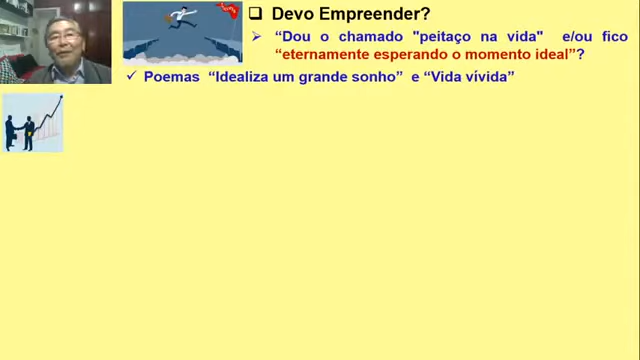 Devo Empreender?
“Dou o chamado "peitaço na vida" e/ou fico
“eternamente esperando o momento ideal”?
Poemas “Idealiza um grande sonho” e “Vida vivida”